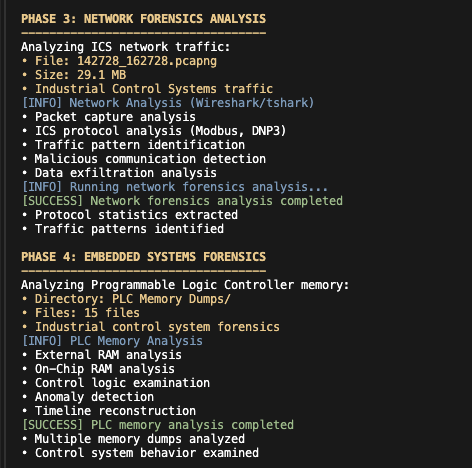 PHASE 3: NETWORK FORENSICS ANALYSIS
Analyzing ICS network traffic:
• File: 142728_162728.pcapng
• Size: 29.1 MB
• Industrial Control Systems traffic
[INFO] Network Analysis (Wireshark/tshark)
• Packet capture analysis
• ICS protocol analysis (Modbus, DNP3)
• Traffic pattern identification
• Malicious communication detection
• Data exfiltration analysis
[INFO] Running network forensics analysis...
[SUCCESS] Network forensics analysis completed
• Protocol statistics extracted
• Traffic patterns identified
PHASE 4: EMBEDDED SYSTEMS FORENSICS
Analyzing Programmable Logic Controller memory:
• Directory: PLC Memory Dumps/
• Files: 15 files
• Industrial control system forensics
[INFO] PLC Memory Analysis
• External RAM analysis
• On-Chip RAM analysis
• Control logic examination
• Anomaly detection
• Timeline reconstruction
[SUCCESS] PLC memory analysis completed
• Multiple memory dumps analyzed
• Control system behavior examined